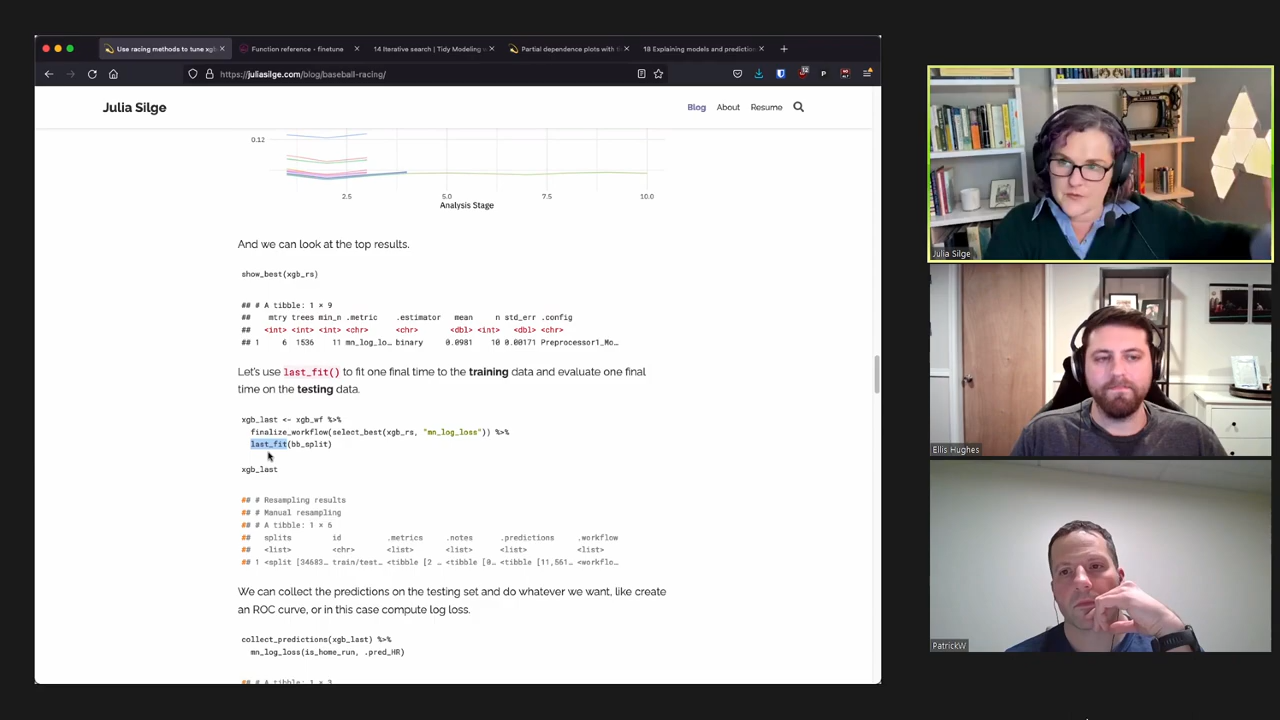 Use racing methods to tune xgb
Function reference - finetune
14 Iterative search | Tidy Modeling w
Partial dependence plots with ti
18 Explaining models and predictio
https://juliasilge.com/blog/baseball-racing/
Julia Silge
Blog About Resume
0.12
2.5 5.0 7.5 10.0
Analysis Stage
And we can look at the top results.
show_best(xgb_rs)
## # A tibble: 1 × 9
## mtry trees min_n .metric .estimator mean n std_err .config
## <int> <int> <int> <chr> <chr> <dbl> <int> <dbl> <chr>
## 1 6 1536 11 mn_log_lo… binary 0.0981 10 0.00171 Preprocessor1_Mo…
Let's use last_fit() to fit one final time to the training data and evaluate one final
time on the testing data.
xgb_last <- xgb_wf %>%
finalize_workflow(select_best(xgb_rs, "mn_log_loss")) %>%
last_fit(bb_split)
xgb_last
## # Resampling results
## # Manual resampling
## # A tibble: 1 × 6
## splits id .metrics .notes .predictions .workflow
## <list> <chr> <list> <list> <list> <list>
## 1 <split [34683… train/test… <tibble [2 … <tibble [0… <tibble [11,561… <workflo…
We can collect the predictions on the testing set and do whatever we want, like create
an ROC curve, or in this case compute log loss.
collect_predictions(xgb_last) %>%
mn_log_loss(is_home_run, .pred_HR)
## # A tibble: 1 × 3
Julia Silge
Ellis Hughes
PatrickW